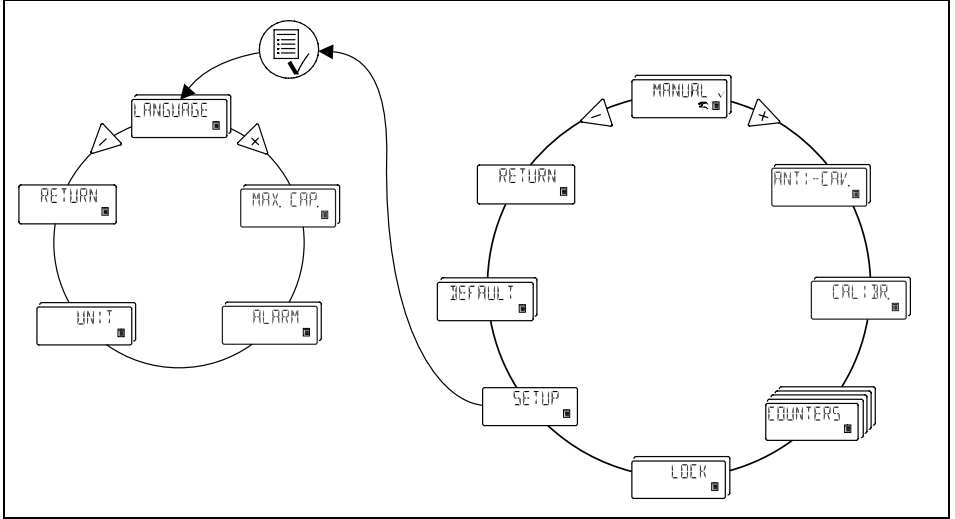 LANGUAGE
MAX. CAP.
ALARM
UNIT
RETURN
MANUAL
ANTI-CAV.
CALIBR.
COUNTERS
LOCK
SETUP
DEFAULT
RETURN